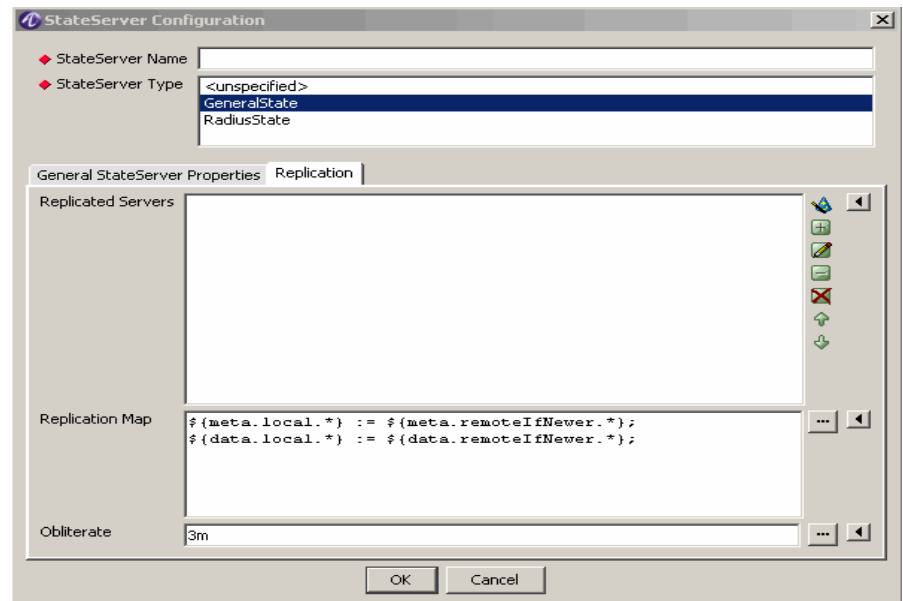 StateServer Configuration
StateServer Name
StateServer Type
<unspecified>
GeneralState
RadiusState
General StateServer Properties
Replication
Replicated Servers
Replication Map
${meta.local.*} := ${meta.remoteIfNewer.*};
${data.local.*} := ${data.remoteIfNewer.*};
...
Obliterate
3m
...
OK
Cancel